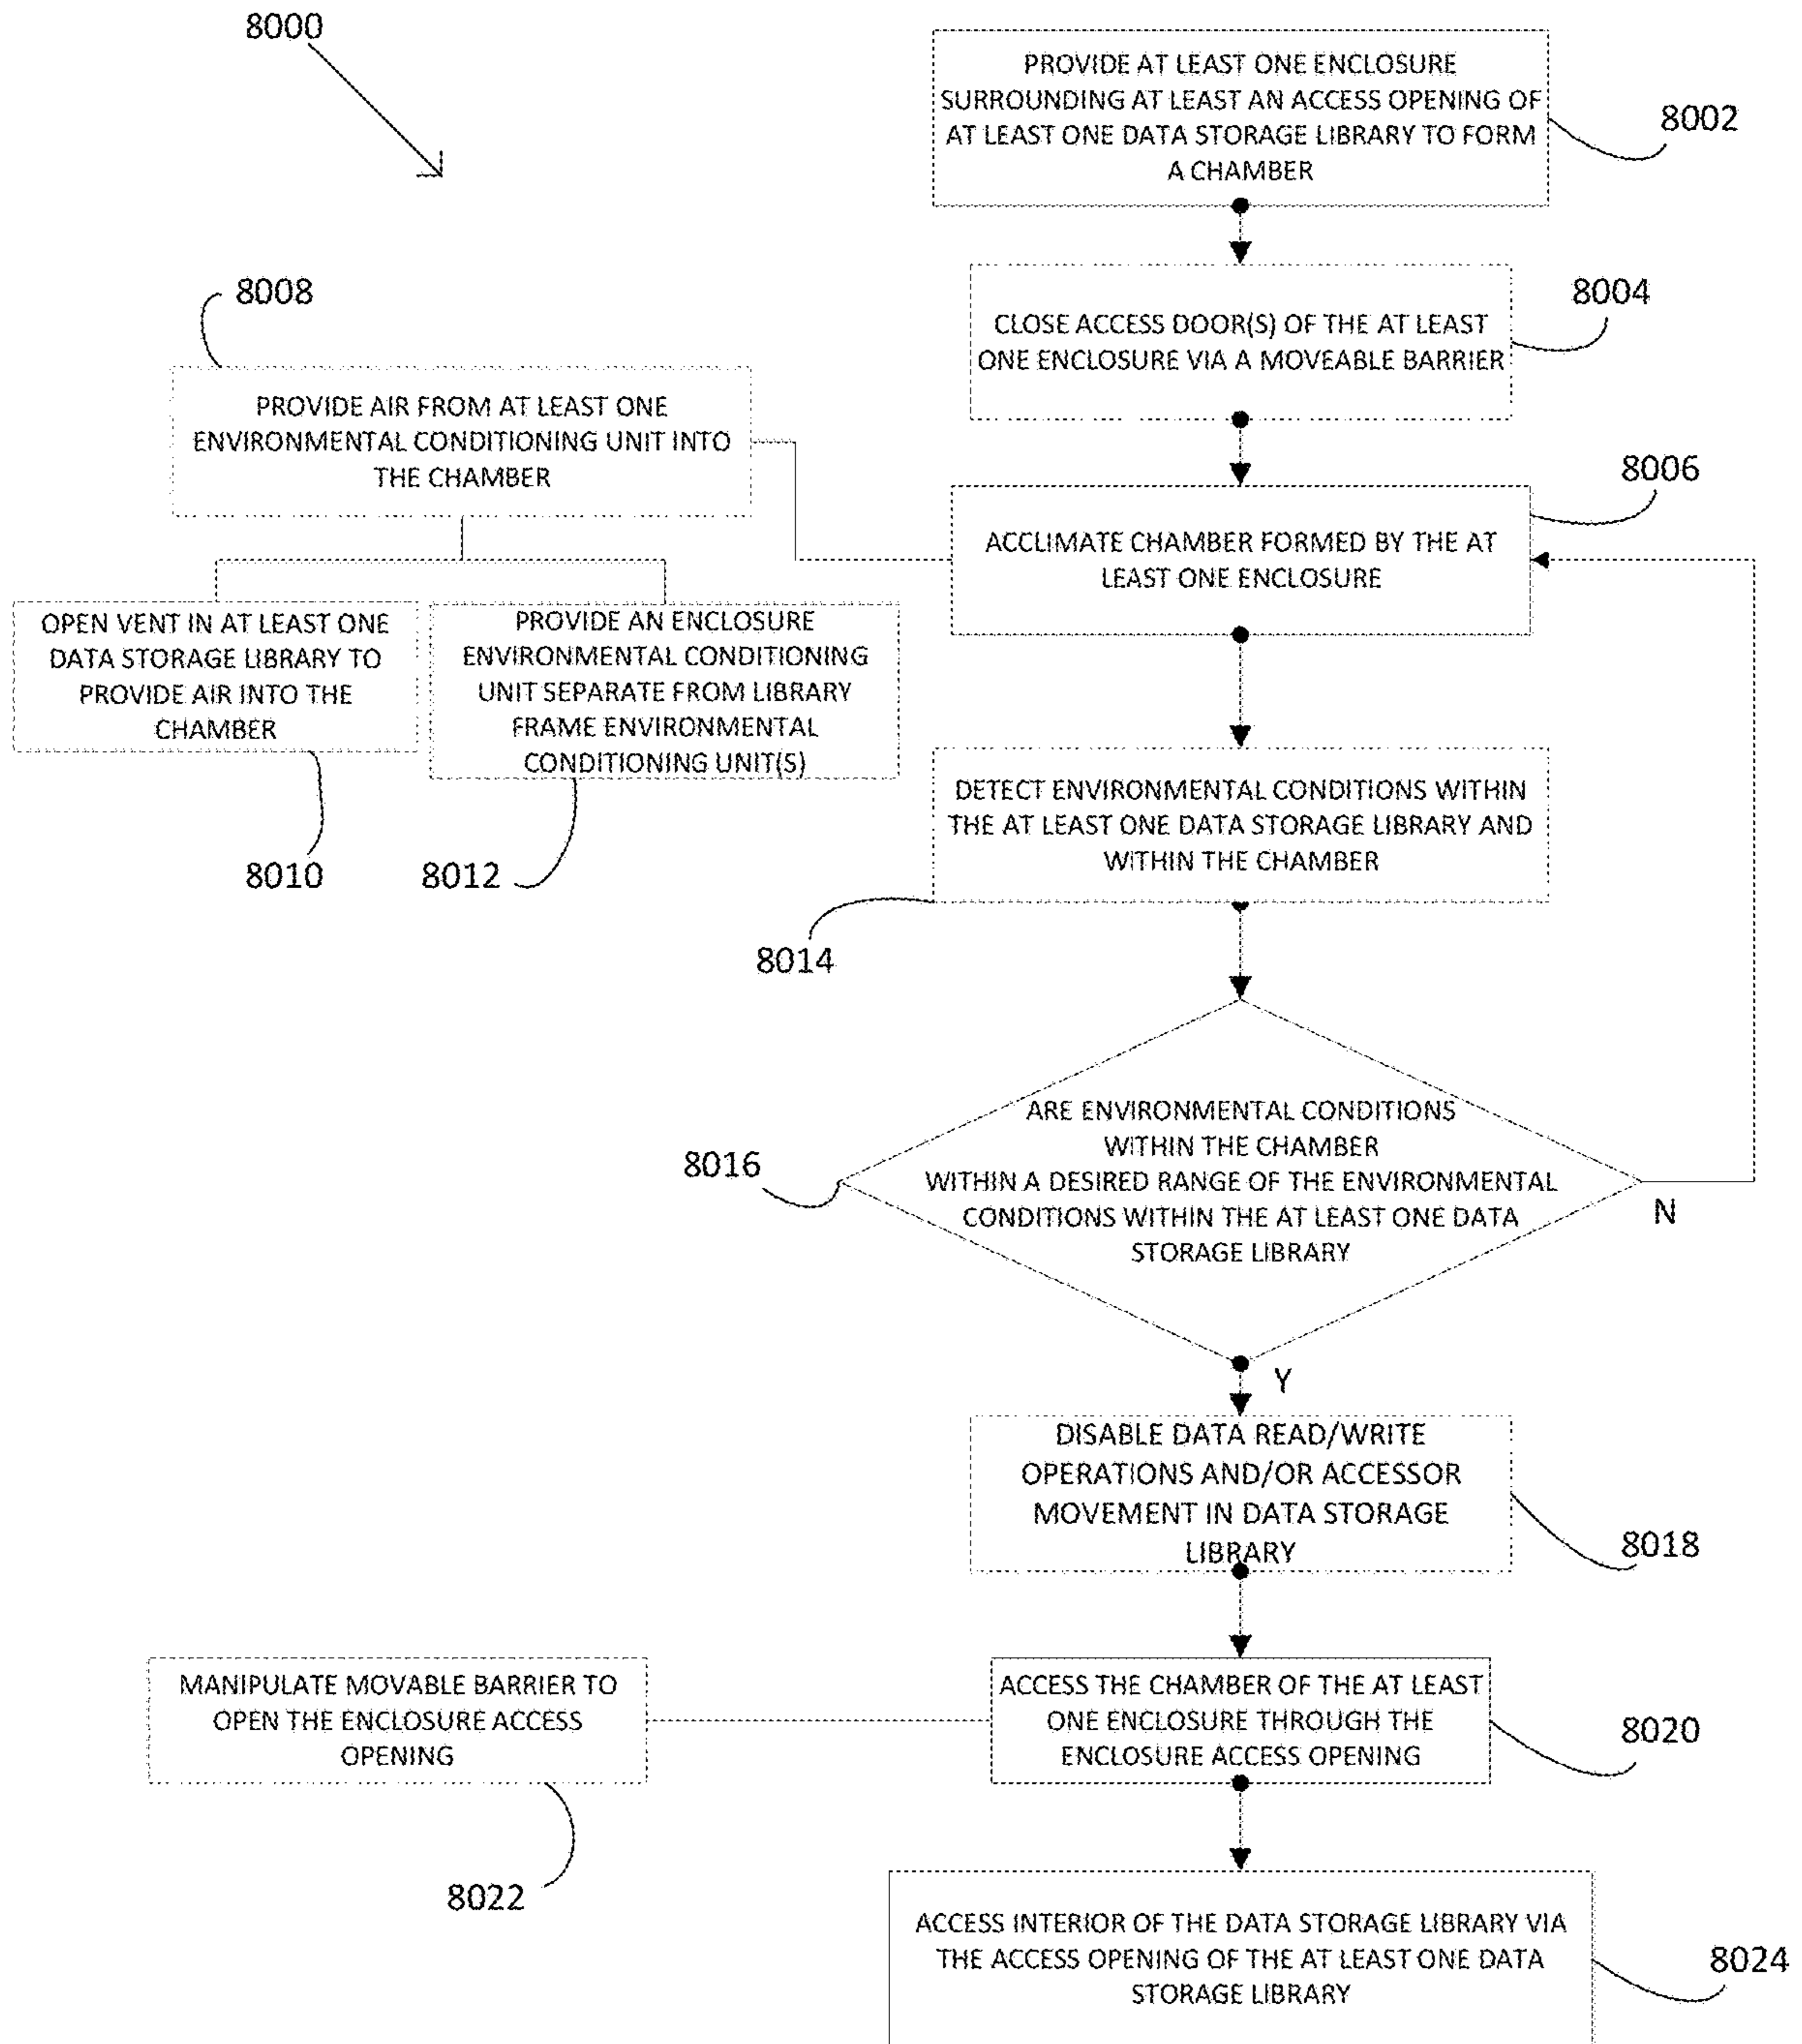 8000
PROVIDE AT LEAST ONE ENCLOSURE
SURROUNDING AT LEAST AN ACCESS OPENING OF
AT LEAST ONE DATA STORAGE LIBRARY TO FORM
A CHAMBER
8002
CLOSE ACCESS DOOR(S) OF THE AT LEAST
ONE ENCLOSURE VIA A MOVEABLE BARRIER
8004
ACCLIMATE CHAMBER FORMED BY THE AT
LEAST ONE ENCLOSURE
8006
8008
PROVIDE AIR FROM AT LEAST ONE
ENVIRONMENTAL CONDITIONING UNIT INTO
THE CHAMBER
OPEN VENT IN AT LEAST ONE
DATA STORAGE LIBRARY TO
PROVIDE AIR INTO THE
CHAMBER
8010
PROVIDE AN ENCLOSURE
ENVIRONMENTAL CONDITIONING
UNIT SEPARATE FROM LIBRARY
FRAME ENVIRONMENTAL
CONDITIONING UNIT(S)
8012
DETECT ENVIRONMENTAL CONDITIONS WITHIN
THE AT LEAST ONE DATA STORAGE LIBRARY AND
WITHIN THE CHAMBER
8014
ARE ENVIRONMENTAL CONDITIONS
WITHIN THE CHAMBER
WITHIN A DESIRED RANGE OF THE ENVIRONMENTAL
CONDITIONS WITHIN THE AT LEAST ONE DATA
STORAGE LIBRARY
8016
N
Y
DISABLE DATA READ/WRITE
OPERATIONS AND/OR ACCESSOR
MOVEMENT IN DATA STORAGE
LIBRARY
8018
ACCESS THE CHAMBER OF THE AT LEAST
ONE ENCLOSURE THROUGH THE
ENCLOSURE ACCESS OPENING
8020
MANIPULATE MOVABLE BARRIER TO
OPEN THE ENCLOSURE ACCESS
OPENING
8022
ACCESS INTERIOR OF THE DATA STORAGE LIBRARY VIA
THE ACCESS OPENING OF THE AT LEAST ONE DATA
STORAGE LIBRARY
8024